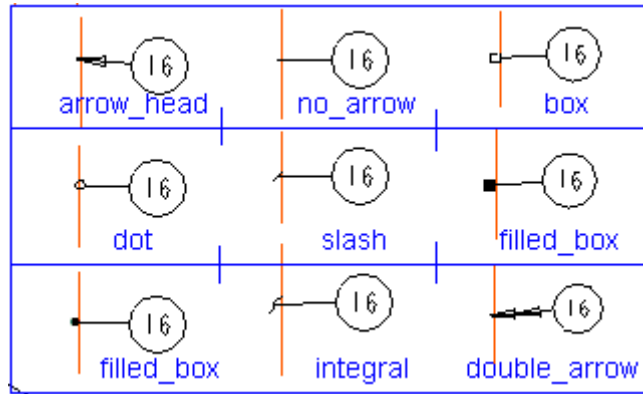 16 16 16
arrow_head no_arrow box
16 16 16
dot slash filled_box
16 16 16
filled_box integral double_arrow